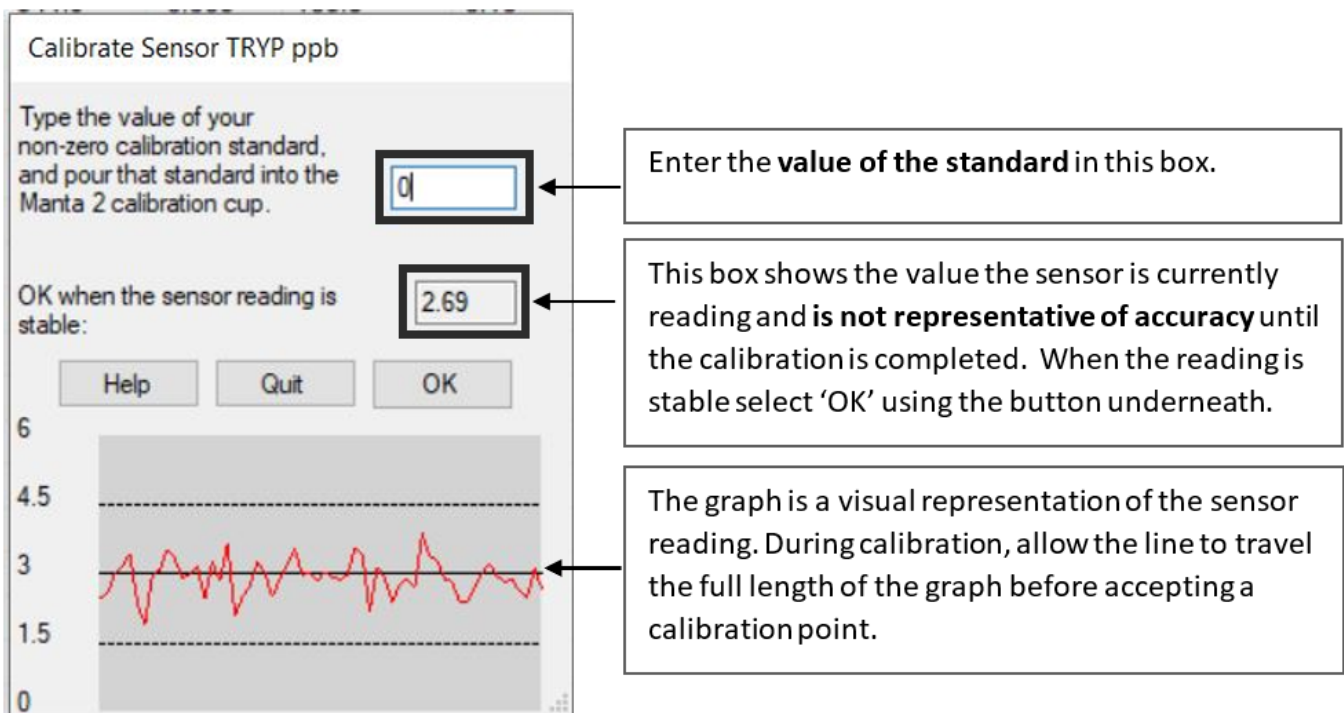 Calibrate Sensor TRYP ppb
Type the value of your
non-zero calibration standard,
and pour that standard into the
Manta 2 calibration cup.
0
OK when the sensor reading is
stable:
2.69
Help
Quit
OK
6
4.5
3
1.5
0
Enter the value of the standard in this box.
This box shows the value the sensor is currently
reading and is not representative of accuracy until
the calibration is completed. When the reading is
stable select ‘OK’ using the button underneath.
The graph is a visual representation of the sensor
reading. During calibration, allow the line to travel
the full length of the graph before accepting a
calibration point.